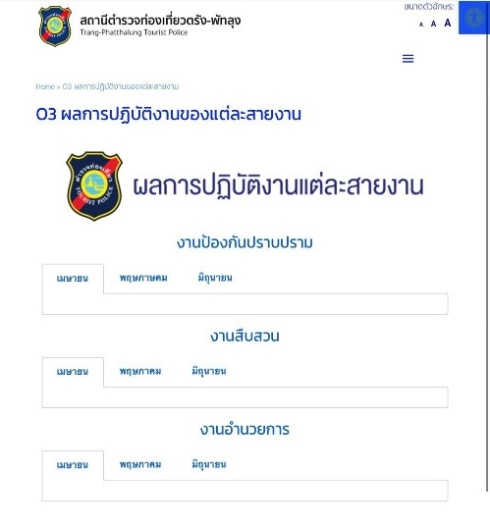 สถานีตำรวจท่องเที่ยวตรัง-พัทลุง
Trang-Phatthalung Tourist Police
ขนาดตัวอักษร:
A A A
Home » O3 ผลการปฏิบัติงานของแต่ละสายงาน
O3 ผลการปฏิบัติงานของแต่ละสายงาน
ผลการปฏิบัติงานแต่ละสายงาน
งานป้องกันปราบปราม
เมษายน พฤษภาษคม มิถุนายน
งานสืบสวน
เมษายน พฤษภาคม มิถุนายน
งานอำนวยการ
เมษายน พฤษภาคม มิถุนายน